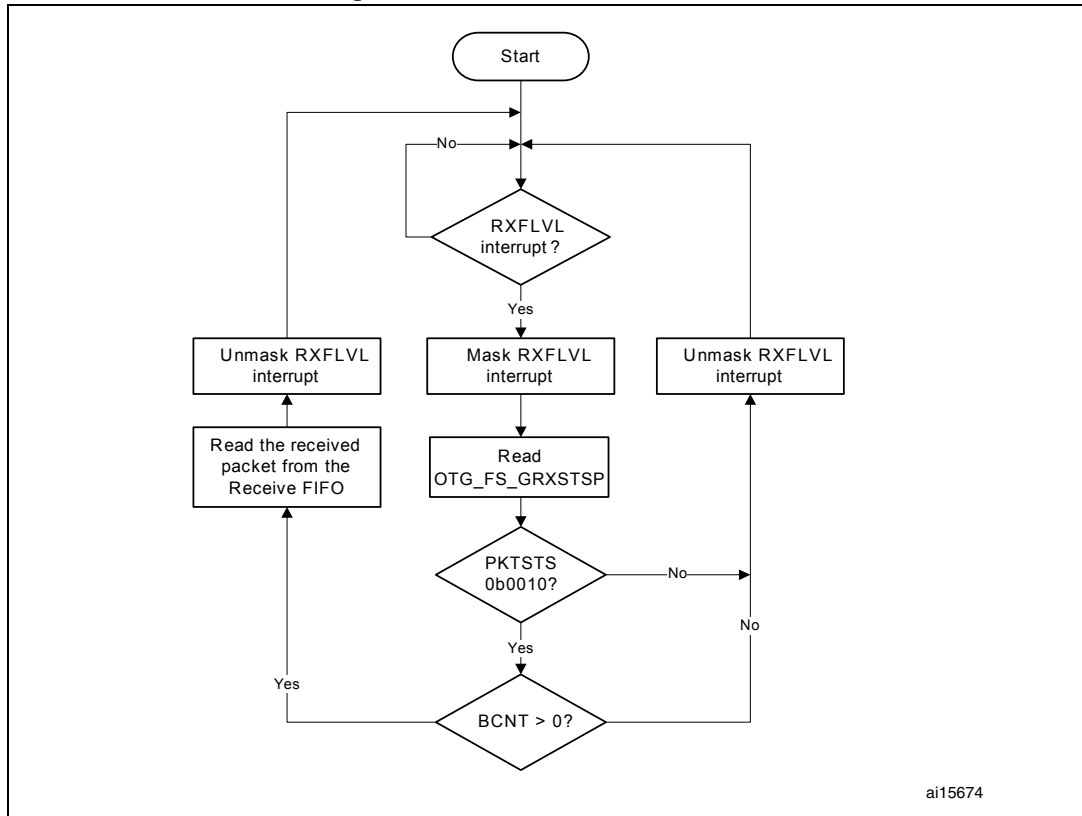 Start
No
RXFLVL
interrupt ?
Yes
Unmask RXFLVL
interrupt
Mask RXFLVL
interrupt
Unmask RXFLVL
interrupt
Read the received
packet from the
Receive FIFO
Read
OTG_FS_GRXSTSP
PKTSTS
0b0010?
No
No
Yes
Yes
BCNT > 0?
ai15674